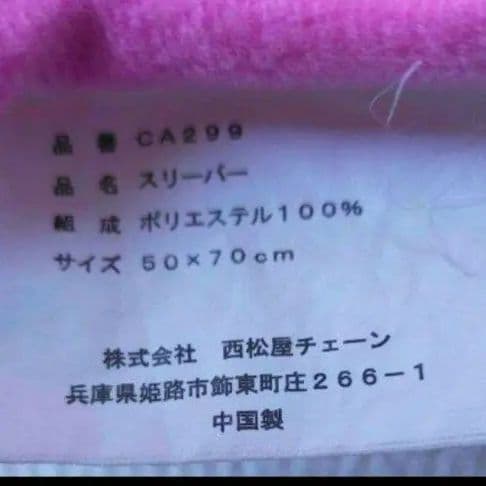 品番 CA299
品名 スリーパー
組成 ポリエステル100%
サイズ 50×70cm
株式会社 西松屋チェーン
兵庫県姫路市飾東町庄266-1
中国製